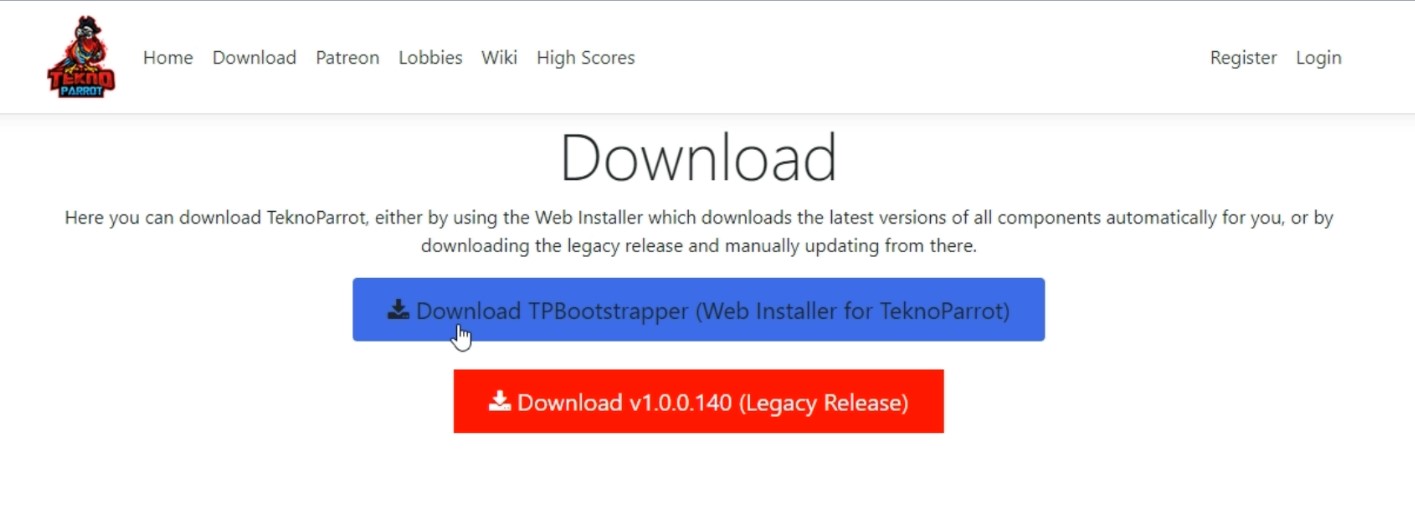 TEKNO
PARROT
Home Download Patreon Lobbies Wiki High Scores Register Login
Download
Here you can download TeknoParrot, either by using the Web Installer which downloads the latest versions of all components automatically for you, or by
downloading the legacy release and manually updating from there.
Download TPBootstrapper (Web Installer for TeknoParrot)
Download v1.0.0.140 (Legacy Release)